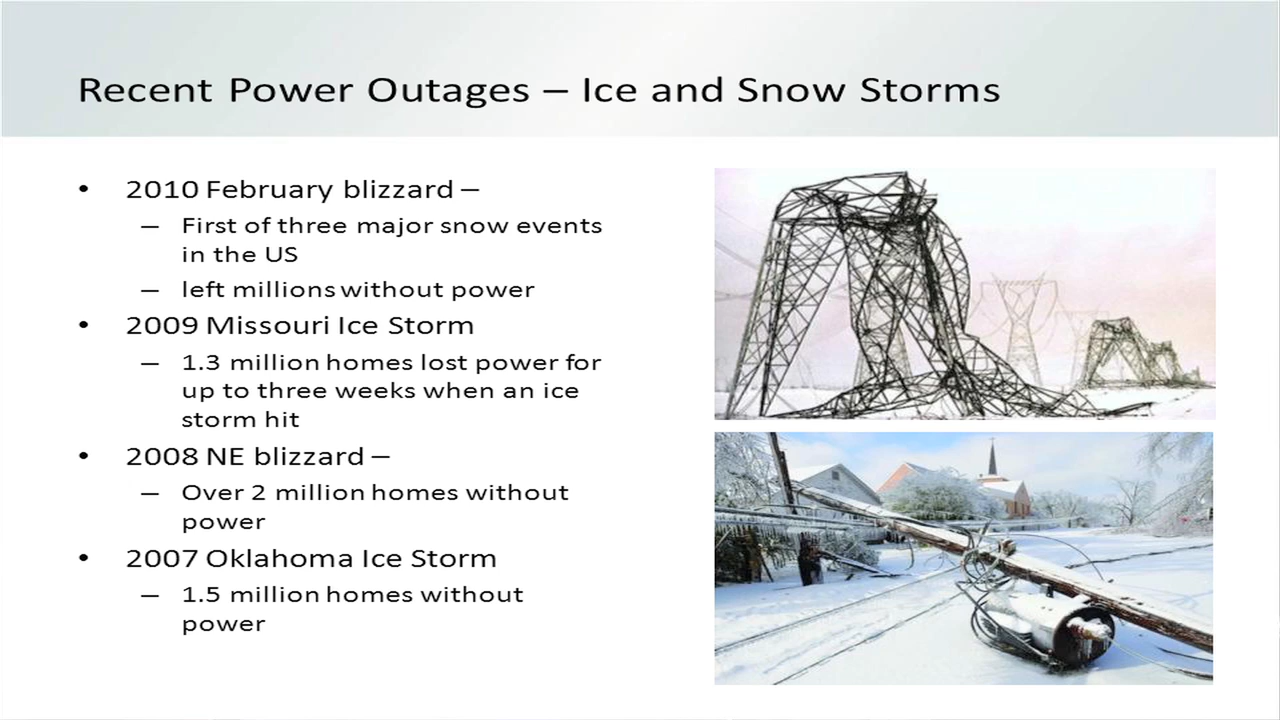 Recent Power Outages – Ice and Snow Storms
• 2010 February blizzard –
– First of three major snow events
in the US
– left millions without power
• 2009 Missouri Ice Storm
– 1.3 million homes lost power for
up to three weeks when an ice
storm hit
• 2008 NE blizzard –
– Over 2 million homes without
power
• 2007 Oklahoma Ice Storm
– 1.5 million homes without
power